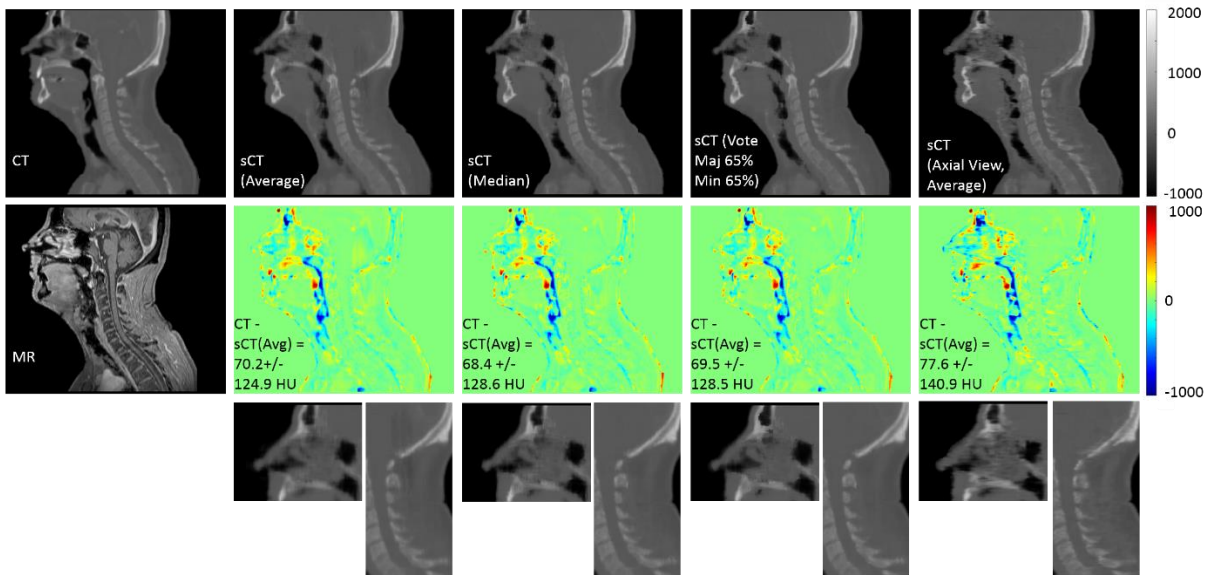 CT
sCT
(Average)
sCT
(Median)
sCT (Vote
Maj 65%
Min 65%)
sCT
(Axial View,
Average)
2000
1000
0
-1000
MR
CT -
sCT(Avg) =
70.2+/-
124.9 HU
CT -
sCT(Avg) =
68.4 +/-
128.6 HU
CT -
sCT(Avg) =
69.5 +/-
128.5 HU
CT -
sCT(Avg) =
77.6 +/-
140.9 HU
1000
0
-1000